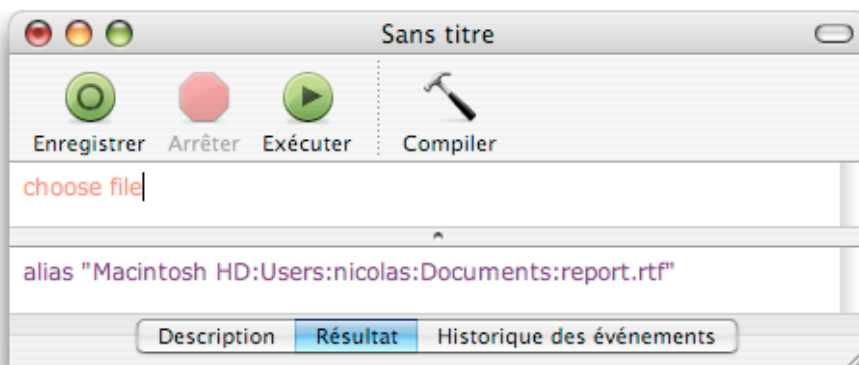 Sans titre
Enregistrer Arrêter Exécuter Compiler
choose file
alias "Macintosh HD:Users:nicolas:Documents:report.rtf"
Description Résultat Historique des événements